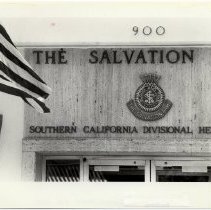 900
THE SALVATION
SOUTHERN CALIFORNIA DIVISIONAL HE